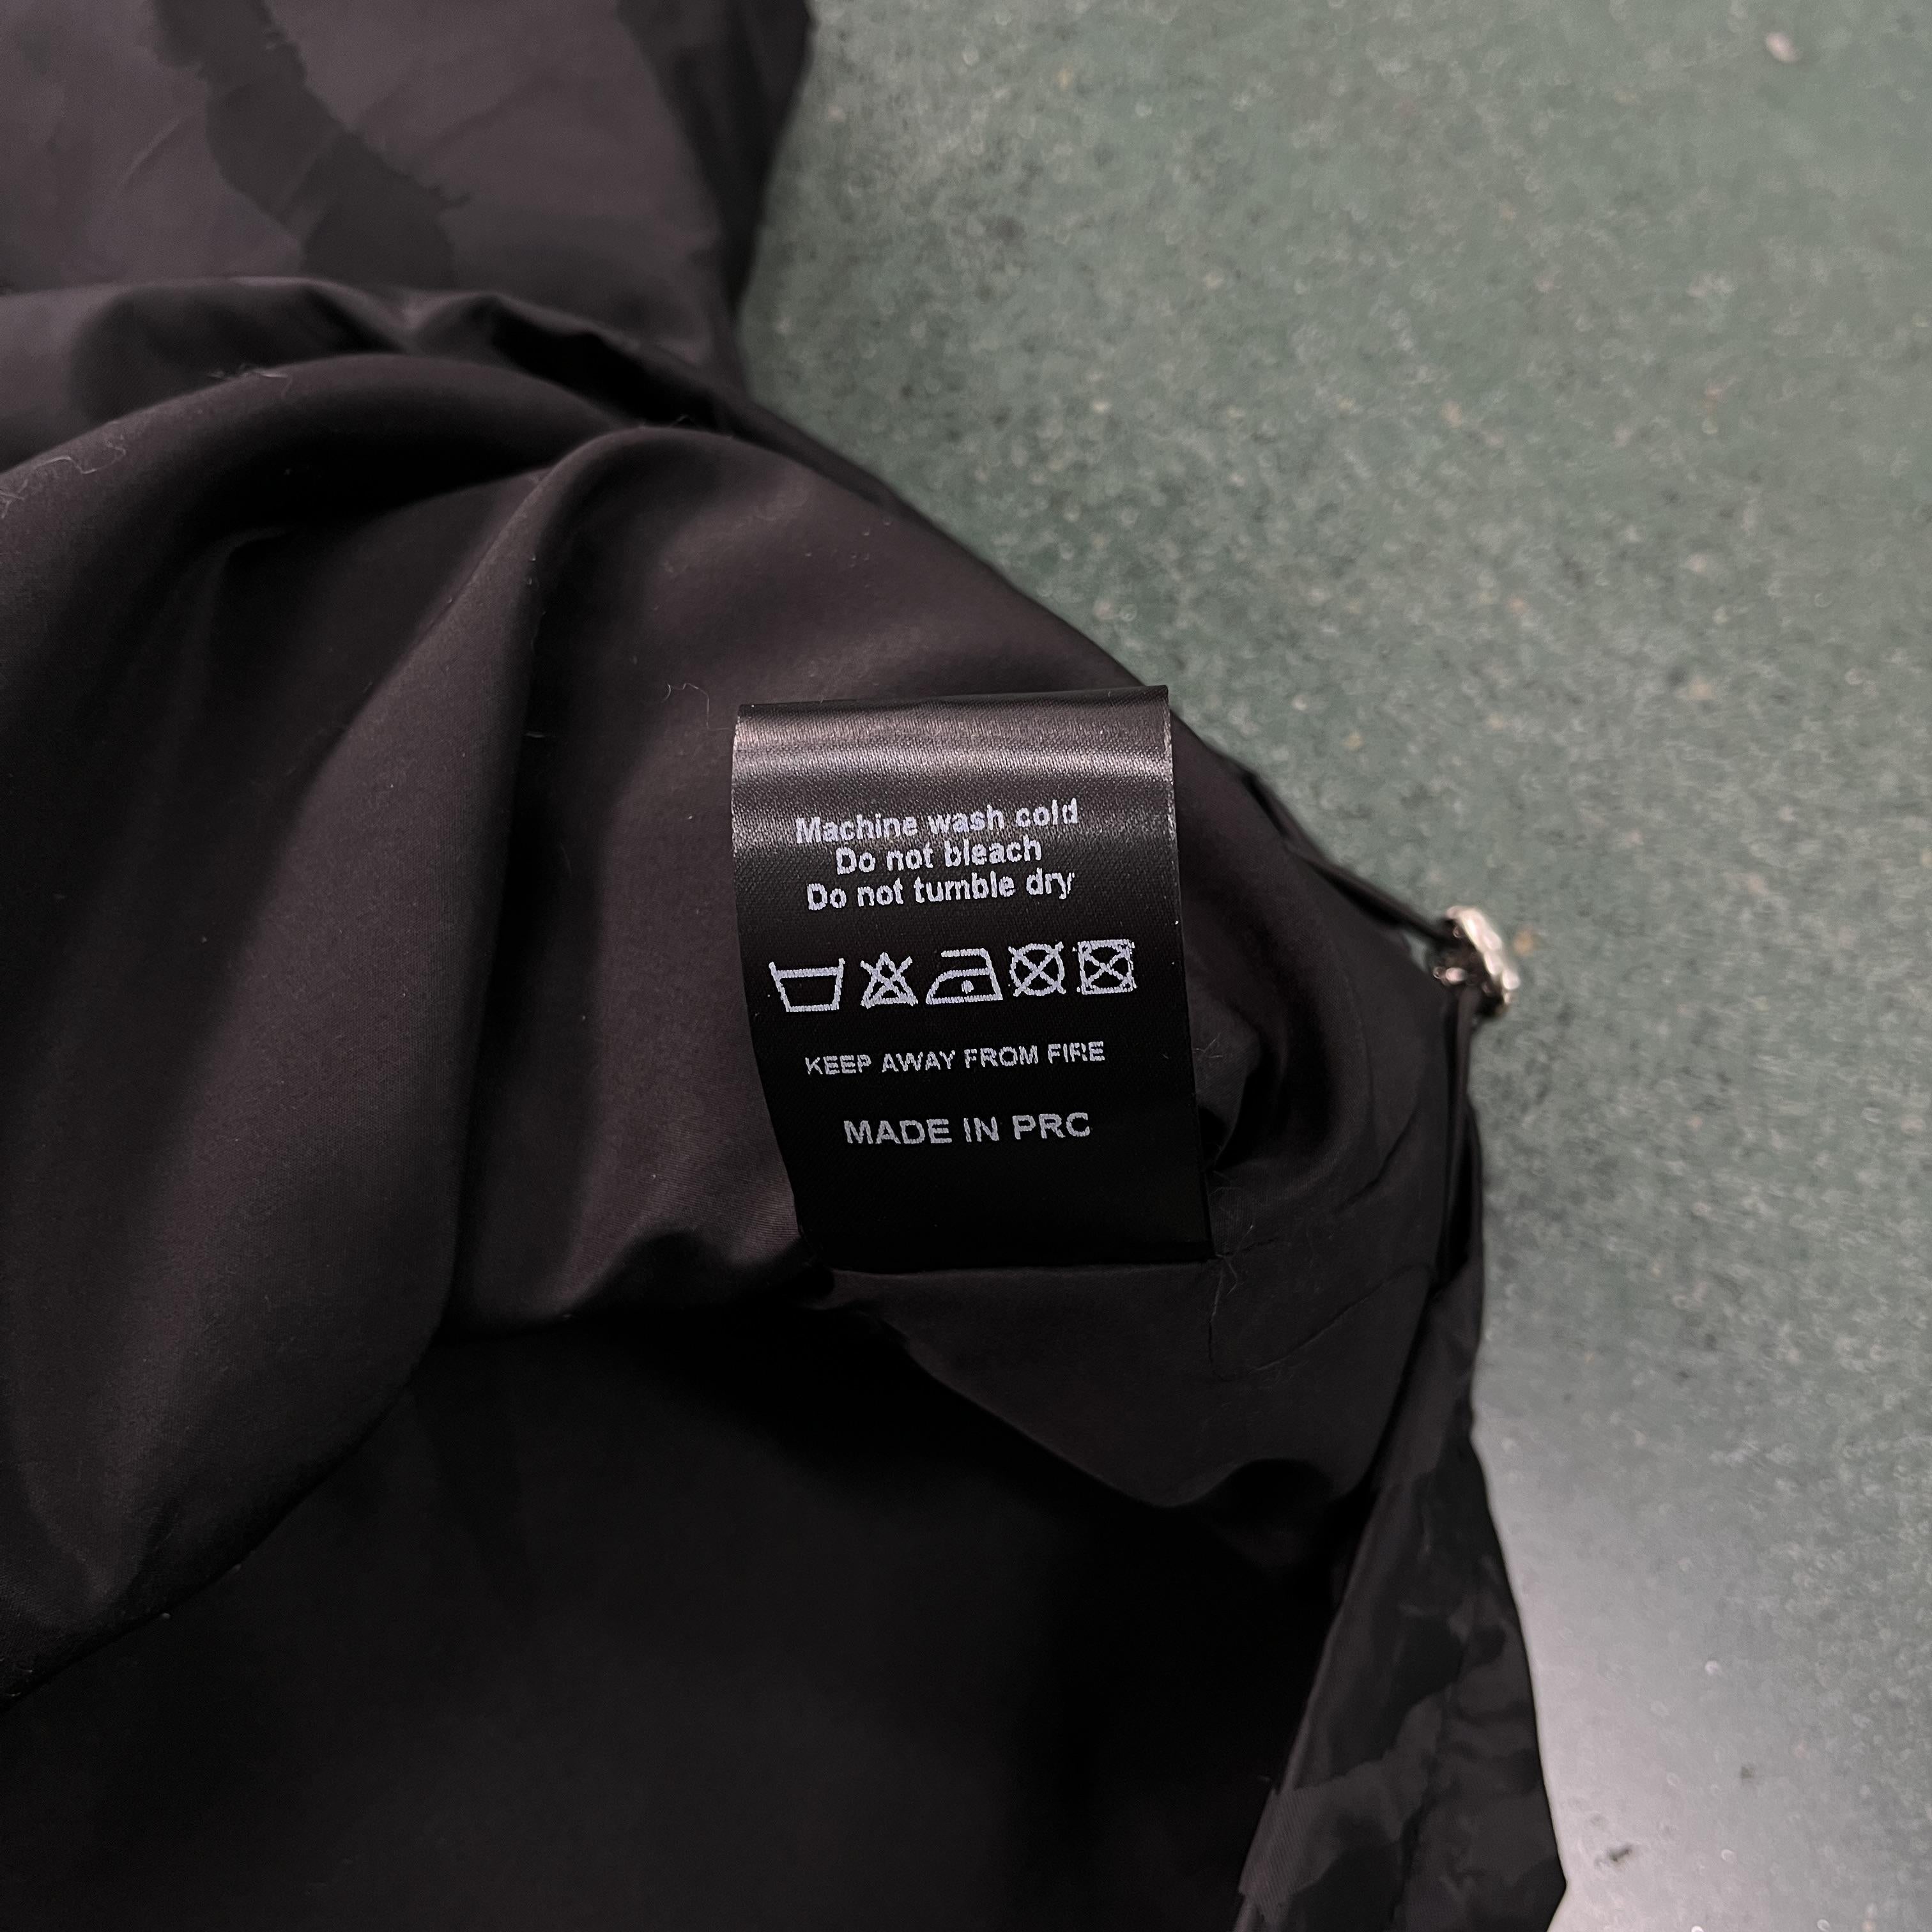 Machine wash cold
Do not bleach
Do not tumble dry
KEEP AWAY FROM FIRE
MADE IN PRC